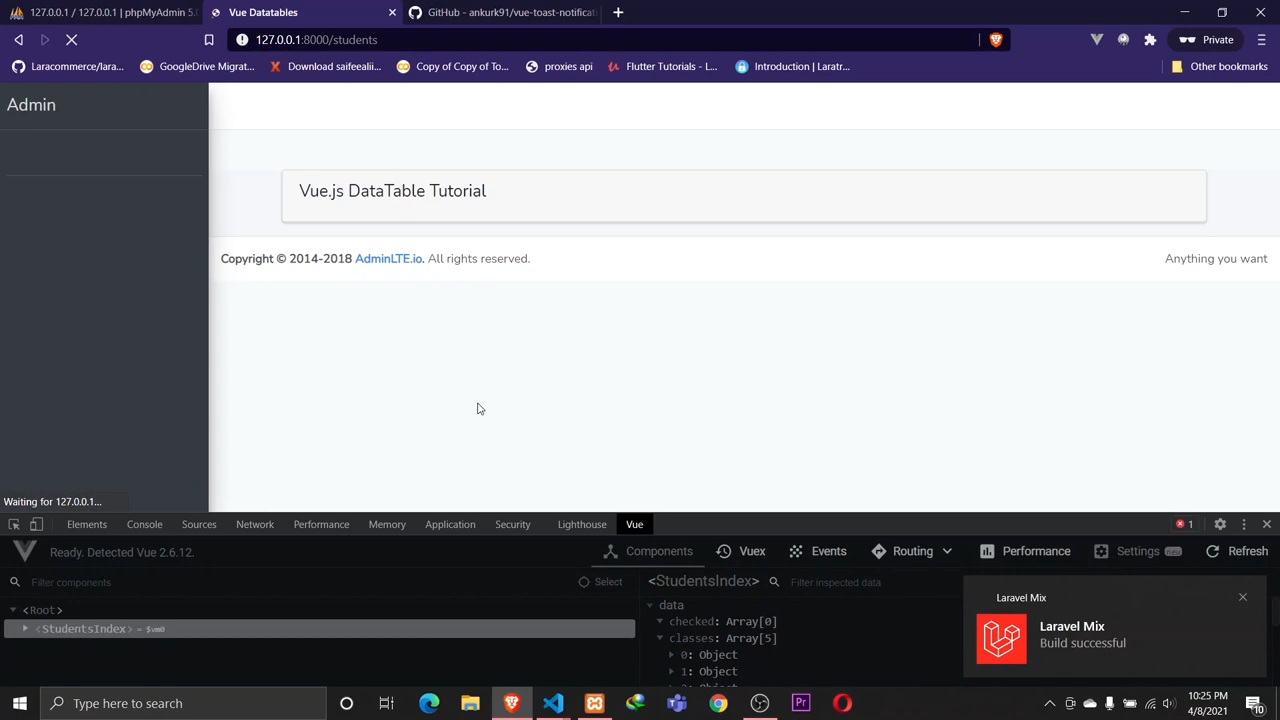 127.0.0.1 / 127.0.0.1 | phpMyAdmin 5.
Vue Datatables
GitHub - ankurk91/vue-toast-notificat
127.0.0.1:8000/students
Private
Laracommerce/lara...
GoogleDrive Migrat...
Download saifeealii...
Copy of Copy of To...
proxies api
Flutter Tutorials - L...
Introduction | Laratr...
Other bookmarks
Admin
Vue.js DataTable Tutorial
Copyright © 2014-2018 AdminLTE.io. All rights reserved.
Anything you want
Waiting for 127.0.0.1...
Elements Console Sources Network Performance Memory Application Security Lighthouse Vue 1
Ready. Detected Vue 2.6.12.
Components Vuex Events Routing Performance Settings new Refresh
Filter components
Select
<StudentsIndex>
Filter inspected data
<Root>
<StudentsIndex> = $vm0
data
checked: Array[0]
classes: Array[5]
0: Object
1: Object
Laravel Mix
Laravel Mix
Build successful
Type here to search
10:25 PM
4/8/2021
10